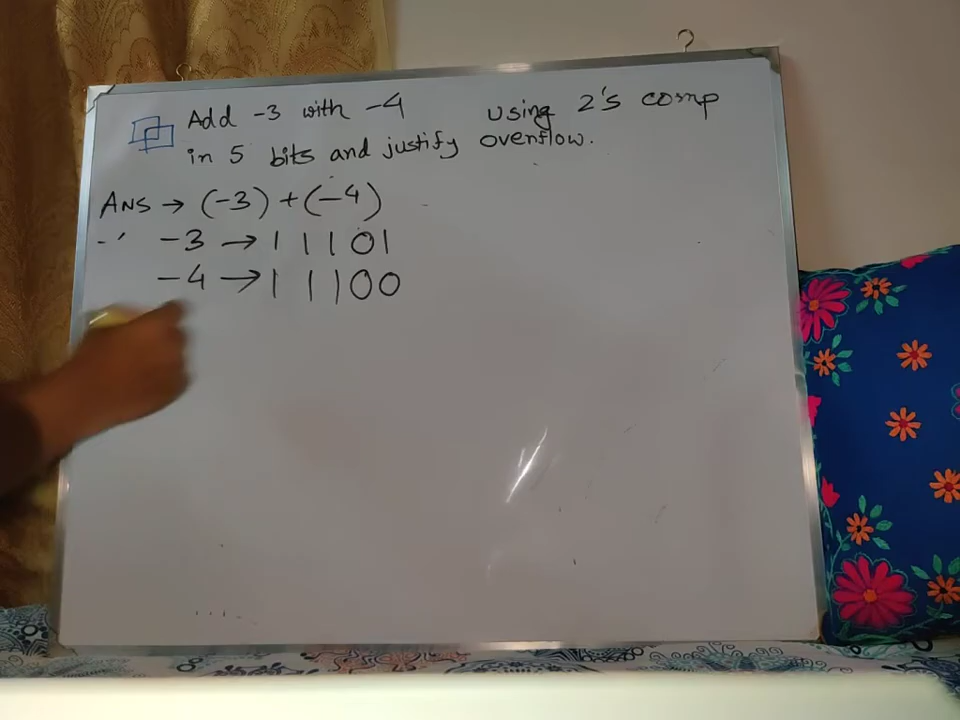 Add -3 with -4 using 2's comp
in 5 bits and justify overflow.
ANS → (-3) + (-4)
-3 → 1 1 1 0 1
-4 → 1 1 1 0 0